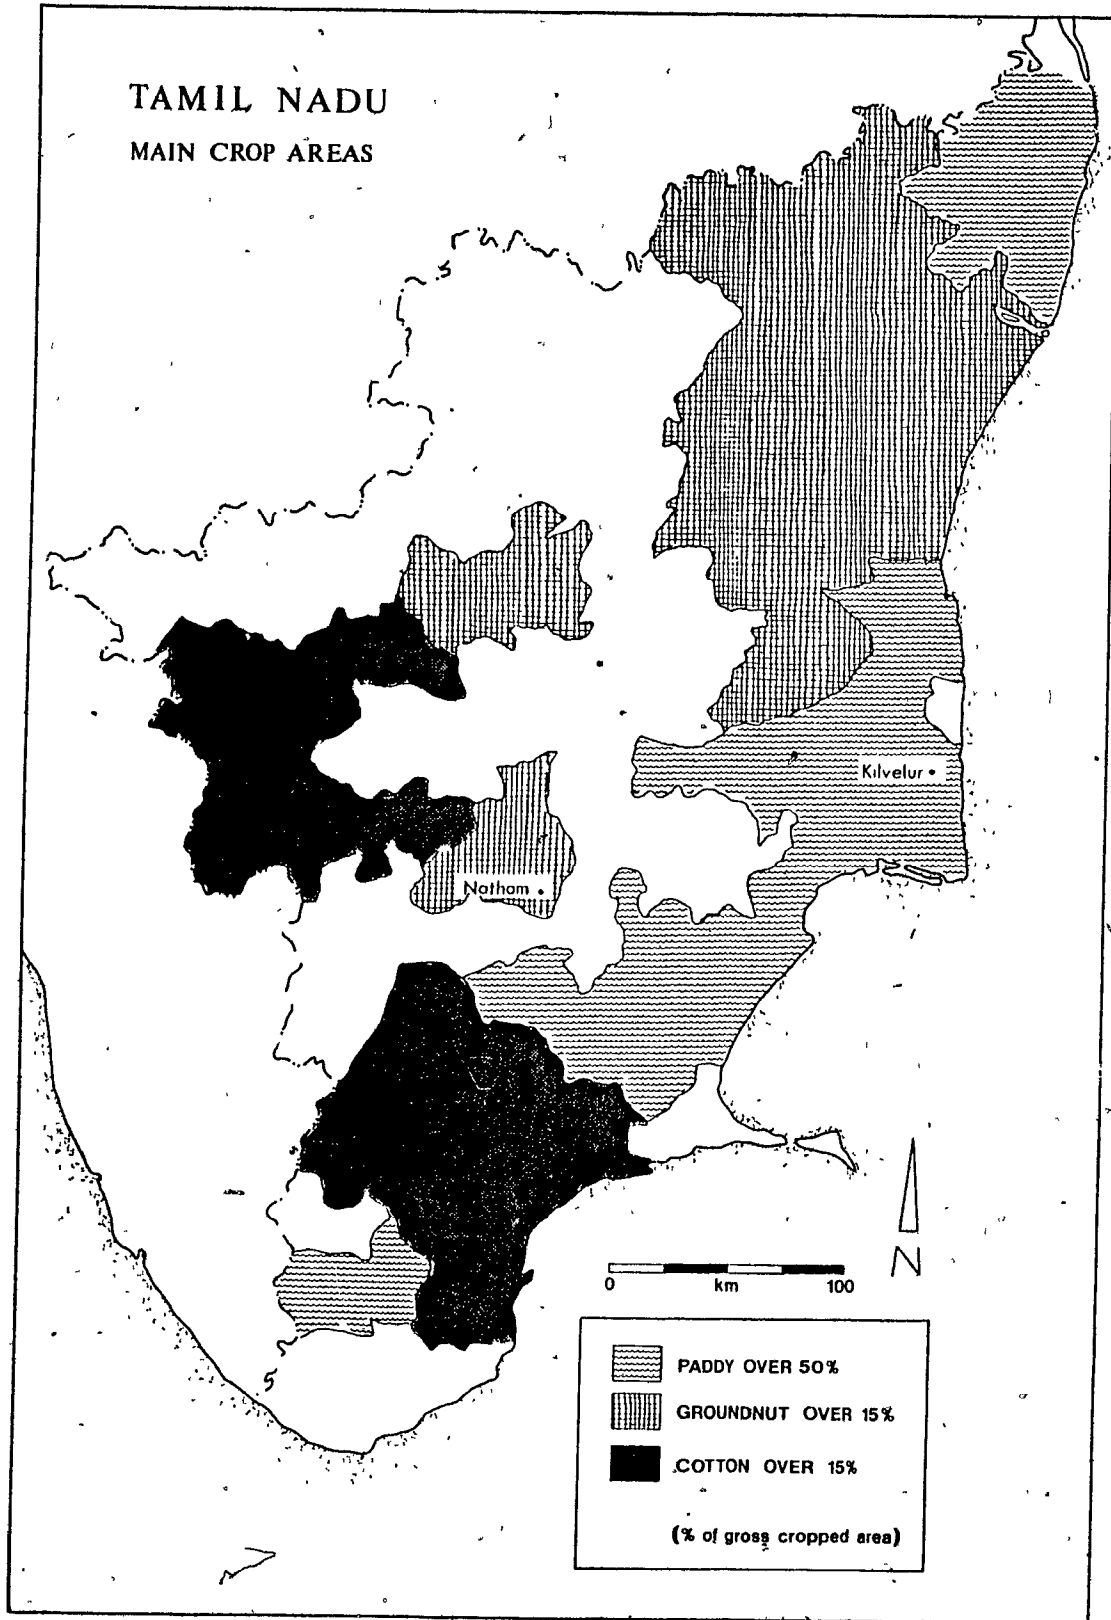 TAMIL NADU
MAIN CROP AREAS
Kilvelur
Natham
N
0 km 100
PADDY OVER 50%
GROUNDNUT OVER 15%
COTTON OVER 15%
(% of gross cropped area)